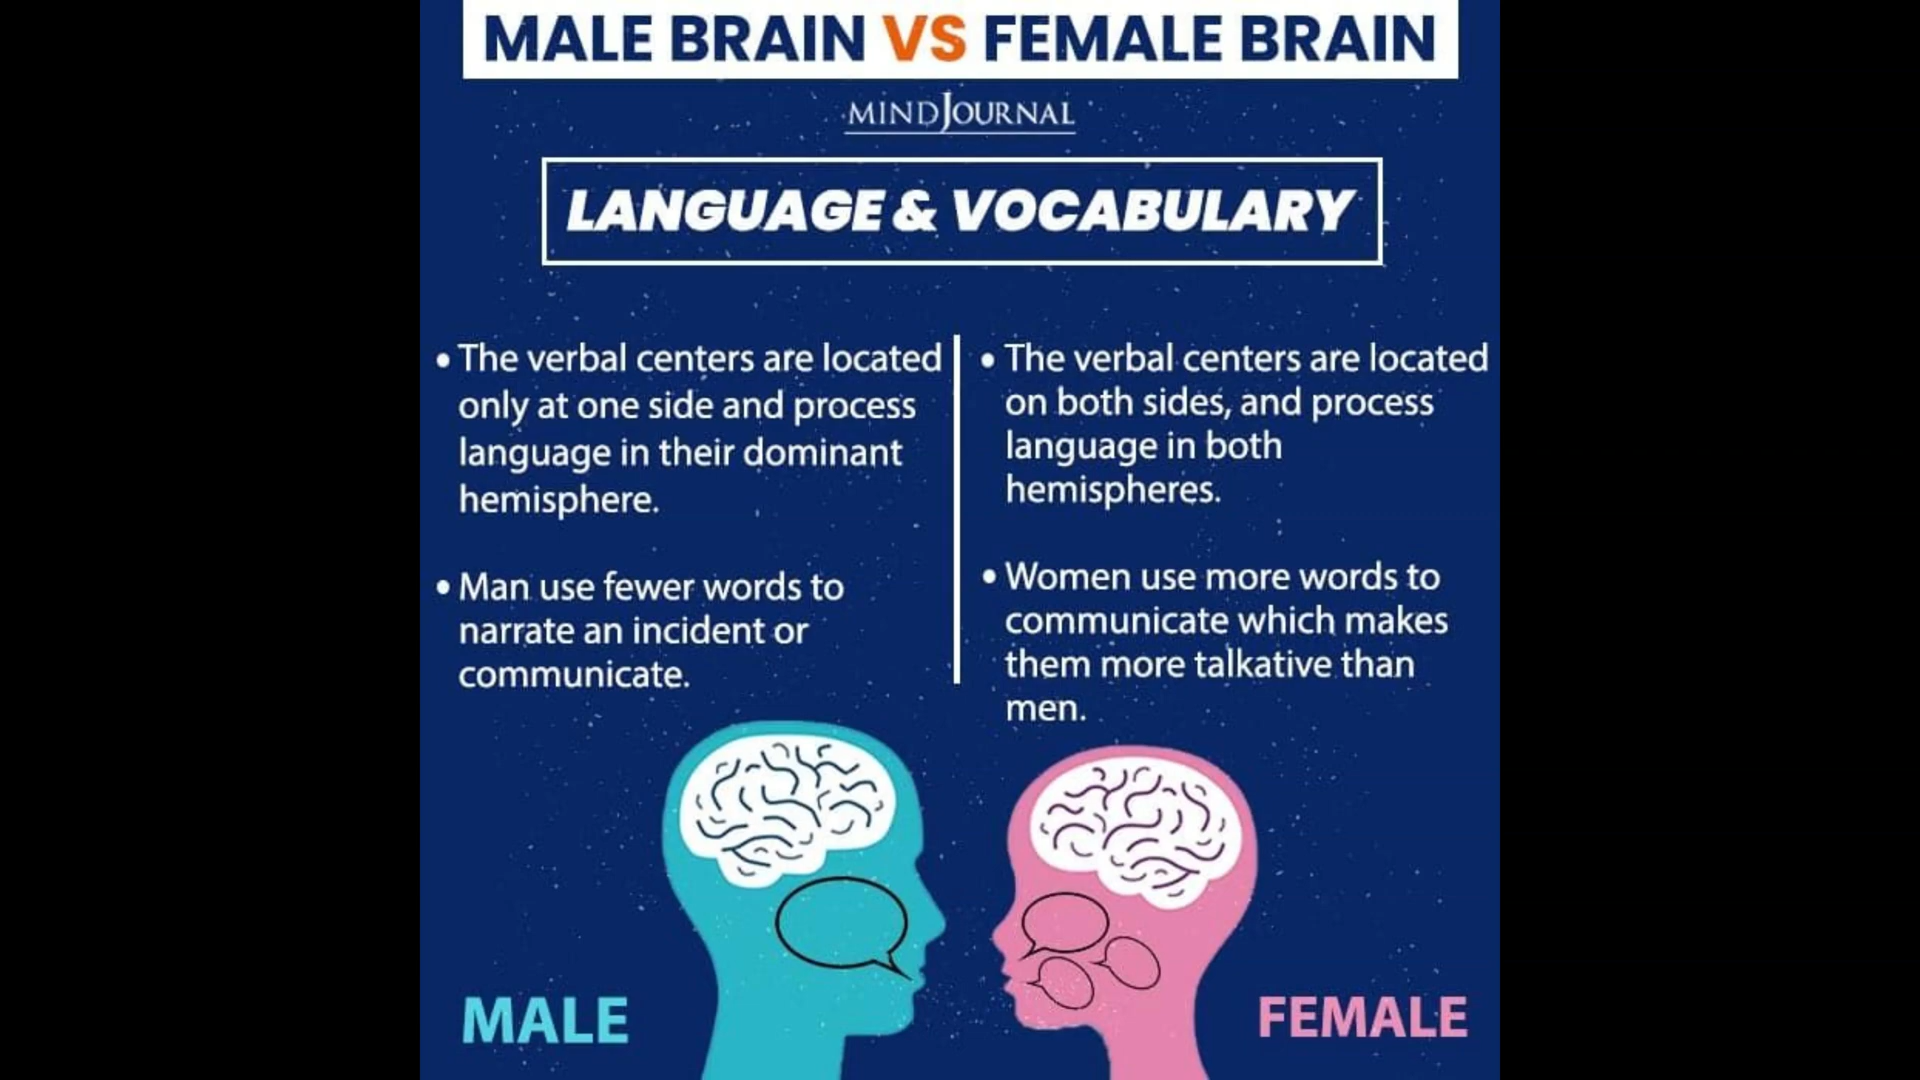 MALE BRAIN VS FEMALE BRAIN
MINDJOURNAL
LANGUAGE & VOCABULARY
• The verbal centers are located
only at one side and process
language in their dominant
hemisphere.
• Man use fewer words to
narrate an incident or
communicate.
• The verbal centers are located
on both sides, and process
language in both
hemispheres.
• Women use more words to
communicate which makes
them more talkative than
men.
MALE
FEMALE